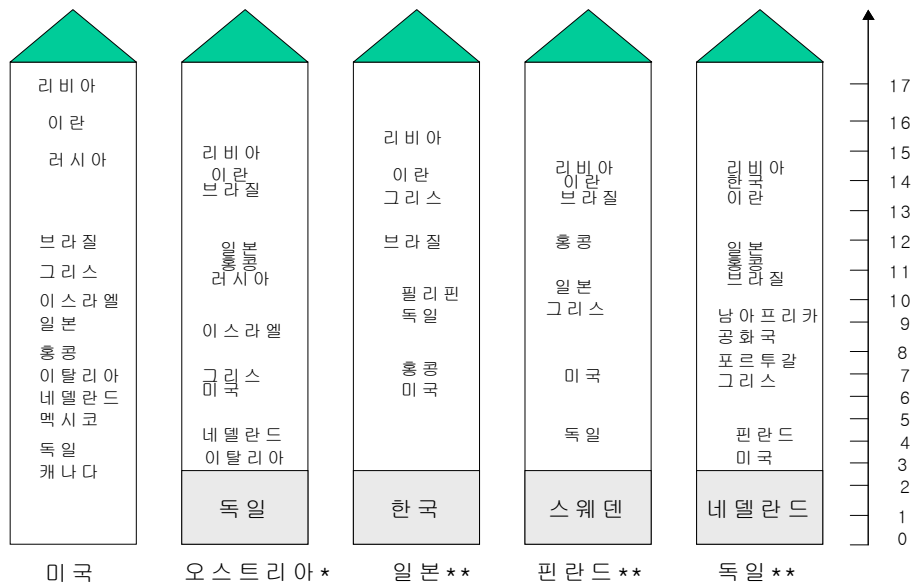 리비아
이란
러시아
브라질
그리스
이스라엘
일본
홍콩
이탈리아
네델란드
멕시코
독일
캐나다
미국
리비아
이란
브라질
일본
홍콩
러시아
이스라엘
그리스
미국
네델란드
이탈리아
독일
오스트리아*
리비아
이란
그리스
브라질
필리핀
독일
홍콩
미국
한국
일본**
리비아
이란
브라질
홍콩
일본
그리스
미국
독일
스웨덴
핀란드**
리비아
한국
이란
일본
홍콩
브라질
남아프리카
공화국
포르투갈
그리스
핀란드
미국
네델란드
독일**
17
16
15
14
13
12
11
10
9
8
7
6
5
4
3
2
1
0